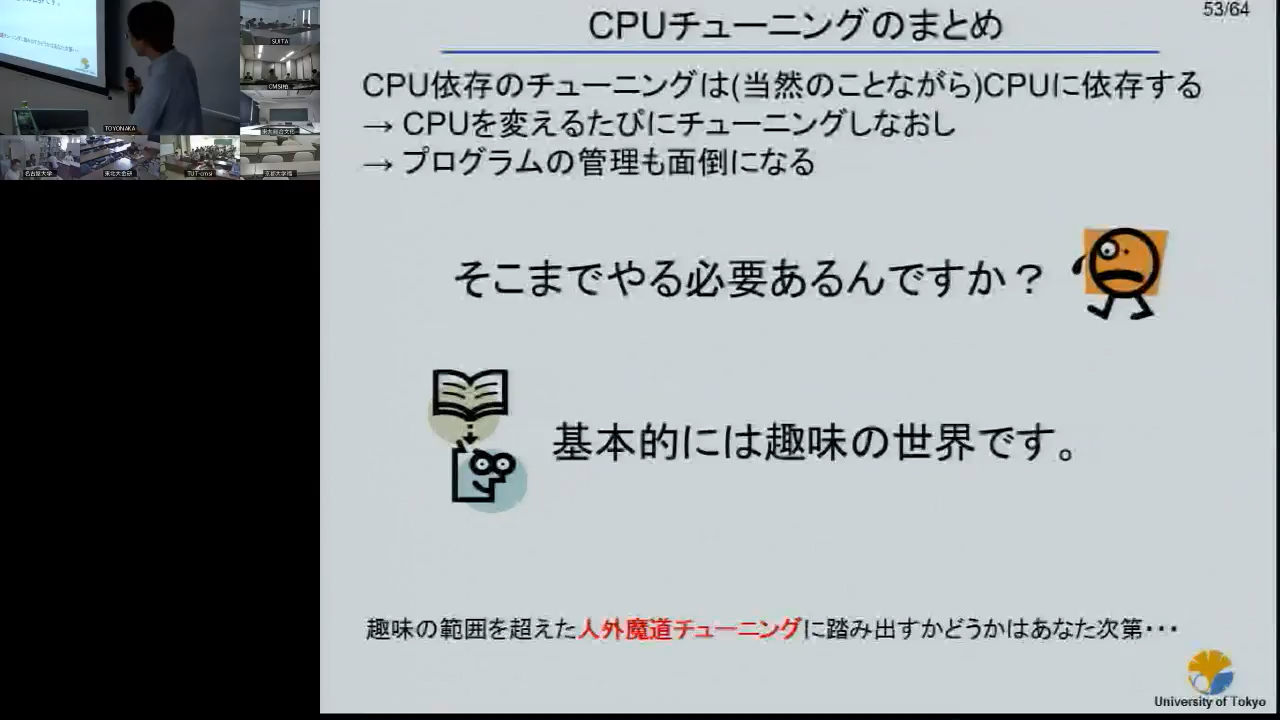 53/64
CPUチューニングのまとめ
CPU依存のチューニングは(当然のことながら)CPUに依存する
→ CPUを変えるたびにチューニングしなおし
→ プログラムの管理も面倒になる
そこまでやる必要あるんですか？
基本的には趣味の世界です。
趣味の範囲を超えた人外魔道チューニングに踏み出すかどうかはあなた次第・・・
University of Tokyo
SUITA
TOYONAKA
名古屋大学
TUT-cmsi